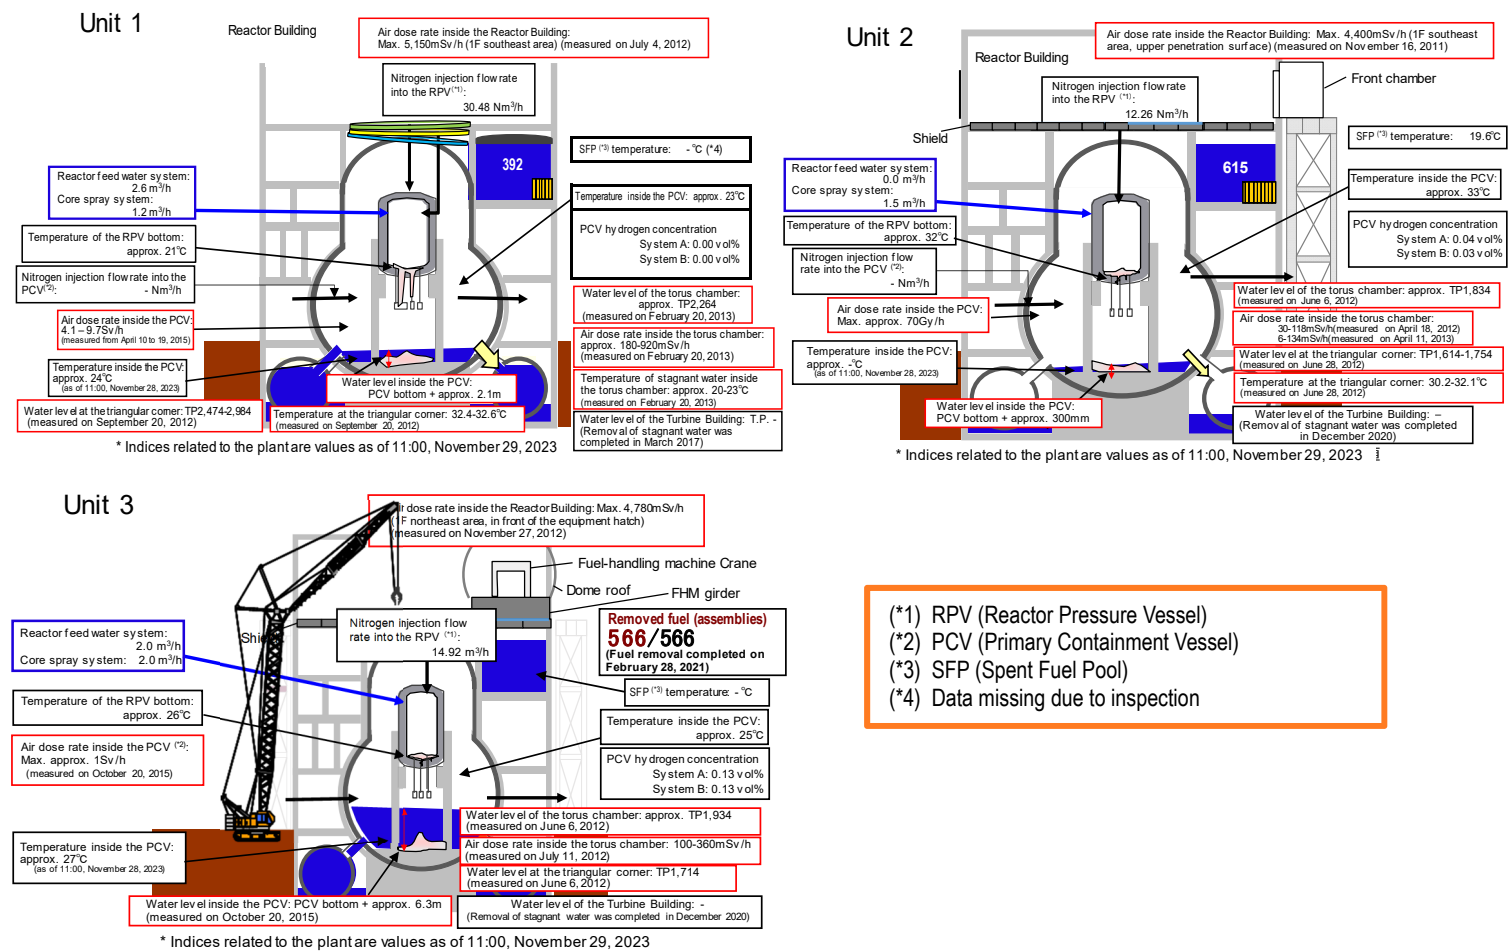 Unit 1
Reactor Building
Air dose rate inside the Reactor Building:
Max. 5,150mSv/h (1F southeast area) (measured on July 4, 2012)
Nitrogen injection flow rate
into the RPV(*1):
30.48 Nm3/h
392
SFP (*3) temperature: - ℃ (*4)
Reactor feed water system:
2.6 m3/h
Core spray system:
1.2 m3/h
Temperature inside the PCV: approx. 23℃
PCV hydrogen concentration
System A: 0.00 vol%
System B: 0.00 vol%
Temperature of the RPV bottom:
approx. 21℃
Nitrogen injection flow rate into the
PCV(*2):
- Nm3/h
Water level of the torus chamber:
approx. TP2,264
(measured on February 20, 2013)
Air dose rate inside the PCV:
4.1 – 9.7Sv/h
(measured from April 10 to 19, 2015)
Air dose rate inside the torus chamber:
approx. 180-920mSv/h
(measured on February 20, 2013)
Temperature inside the PCV:
approx. 24℃
(as of 11:00, November 28, 2023)
Water level inside the PCV:
PCV bottom + approx. 2.1m
Temperature of stagnant water inside
the torus chamber: approx. 20-23℃
(measured on February 20, 2013)
Water level at the triangular corner: TP2,474-2,984
(measured on September 20, 2012)
Temperature at the triangular corner: 32.4-32.6℃
(measured on September 20, 2012)
Water level of the Turbine Building: T.P. -
(Removal of stagnant water was
completed in March 2017)
* Indices related to the plant are values as of 11:00, November 29, 2023
Unit 2
Air dose rate inside the Reactor Building: Max. 4,400mSv/h (1F southeast
area, upper penetration surface) (measured on November 16, 2011)
Reactor Building
Front chamber
Nitrogen injection flow rate
into the RPV (*1):
12.26 Nm3/h
Shield
SFP (*3) temperature: 19.6℃
615
Reactor feed water system:
0.0 m3/h
Core spray system:
1.5 m3/h
Temperature inside the PCV:
approx. 33℃
Temperature of the RPV bottom:
approx. 32℃
PCV hydrogen concentration
System A: 0.04 vol%
System B: 0.03 vol%
Nitrogen injection flow
rate into the PCV (*2):
- Nm3/h
Water level of the torus chamber: approx. TP1,834
(measured on June 6, 2012)
Air dose rate inside the PCV:
Max. approx. 70Gy/h
Air dose rate inside the torus chamber:
30-118mSv/h(measured on April 18, 2012)
6-134mSv/h(measured on April 11, 2013)
Temperature inside the PCV:
approx. -℃
(as of 11:00, November 28, 2023)
Water level at the triangular corner: TP1,614-1,754
(measured on June 28, 2012)
Temperature at the triangular corner: 30.2-32.1℃
(measured on June 28, 2012)
Water level inside the PCV:
PCV bottom + approx. 300mm
Water level of the Turbine Building: –
(Removal of stagnant water was completed
in December 2020)
* Indices related to the plant are values as of 11:00, November 29, 2023
Unit 3
Air dose rate inside the Reactor Building: Max. 4,780mSv/h
(1F northeast area, in front of the equipment hatch)
(measured on November 27, 2012)
Fuel-handling machine Crane
Dome roof
FHM girder
Nitrogen injection flow
rate into the RPV (*1):
14.92 m3/h
Removed fuel (assemblies)
566/566
(Fuel removal completed on
February 28, 2021)
Reactor feed water system:
2.0 m3/h
Core spray system: 2.0 m3/h
Shield
SFP (*3) temperature: - ℃
Temperature of the RPV bottom:
approx. 26℃
Temperature inside the PCV:
approx. 25℃
Air dose rate inside the PCV (*2):
Max. approx. 1Sv/h
(measured on October 20, 2015)
PCV hydrogen concentration
System A: 0.13 vol%
System B: 0.13 vol%
Water level of the torus chamber: approx. TP1,934
(measured on June 6, 2012)
Air dose rate inside the torus chamber: 100-360mSv/h
(measured on July 11, 2012)
Temperature inside the PCV:
approx. 27℃
(as of 11:00, November 28, 2023)
Water level at the triangular corner: TP1,714
(measured on June 6, 2012)
Water level inside the PCV: PCV bottom + approx. 6.3m
(measured on October 20, 2015)
Water level of the Turbine Building: -
(Removal of stagnant water was completed in December 2020)
* Indices related to the plant are values as of 11:00, November 29, 2023
(*1) RPV (Reactor Pressure Vessel)
(*2) PCV (Primary Containment Vessel)
(*3) SFP (Spent Fuel Pool)
(*4) Data missing due to inspection